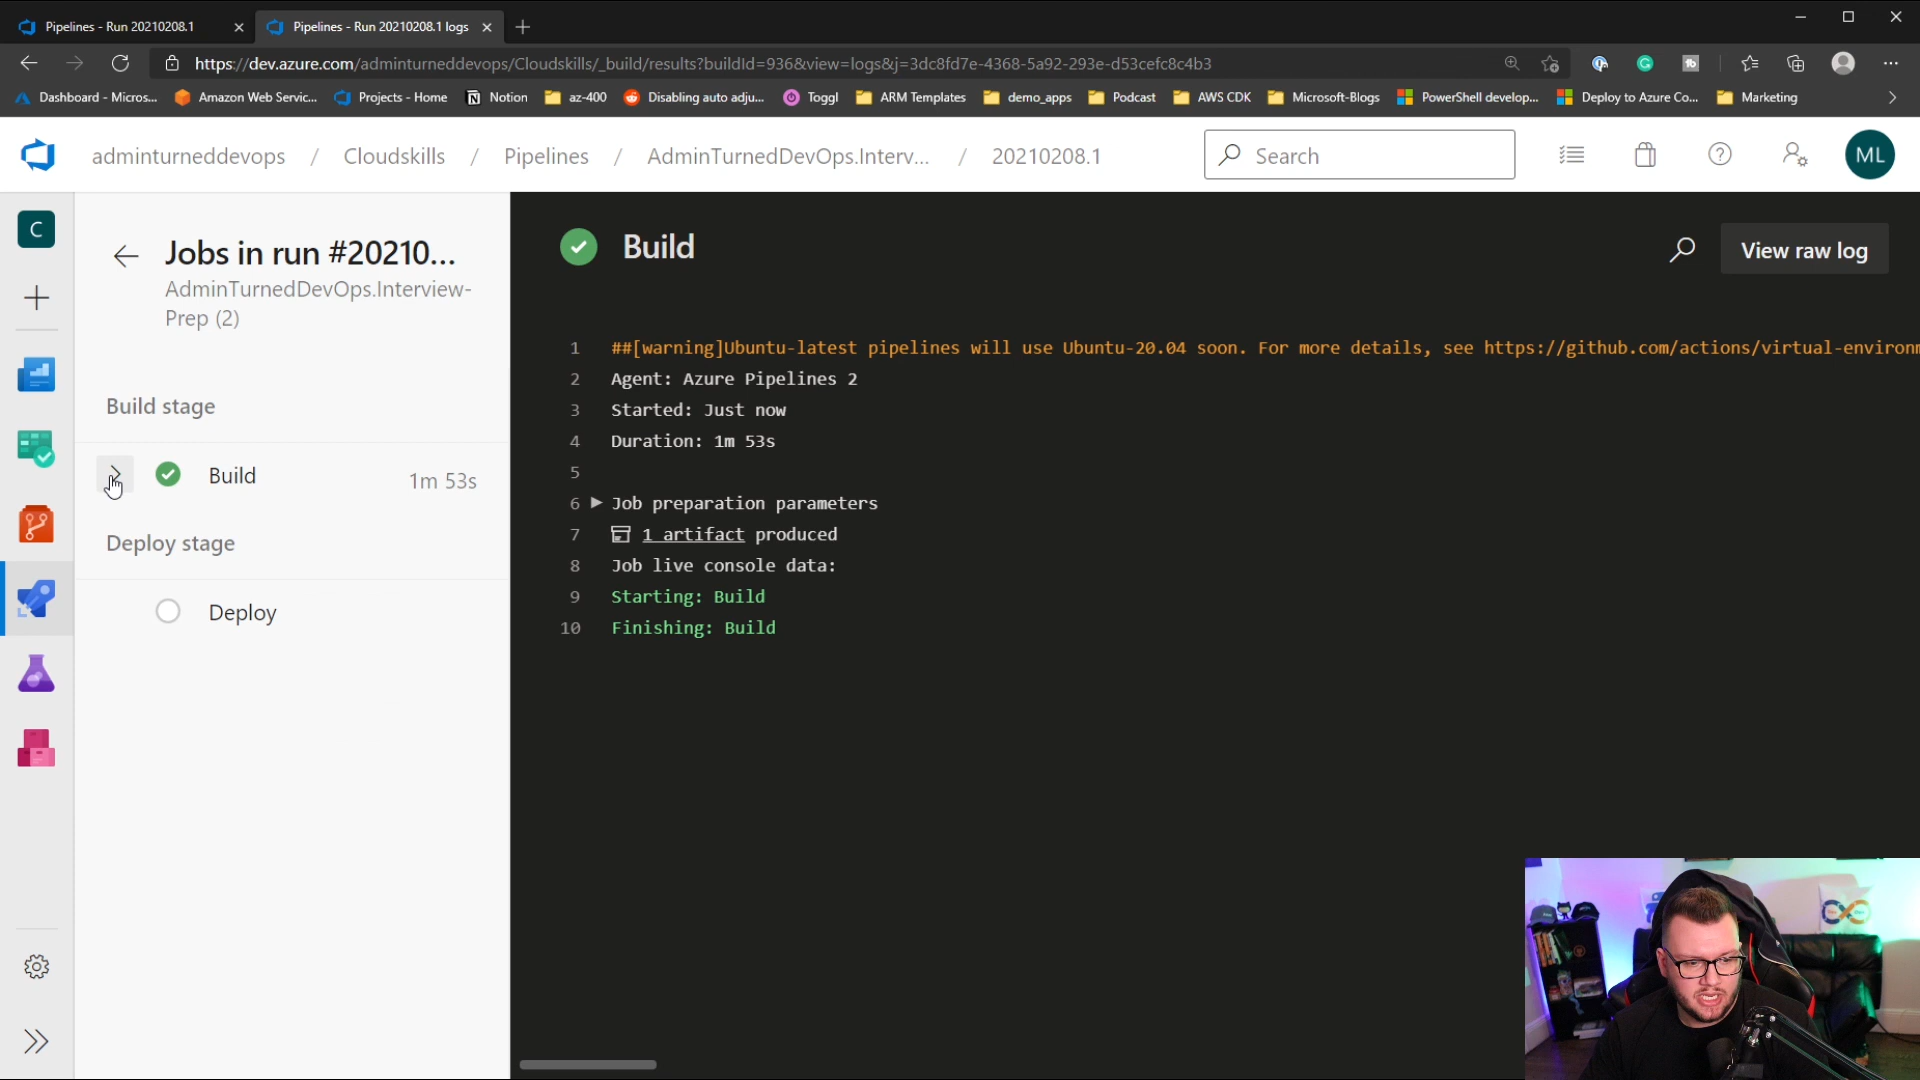 Pipelines - Run 20210208.1
Pipelines - Run 20210208.1 logs
https://dev.azure.com/adminturneddevops/Cloudskills/_build/results?buildId=936&view=logs&j=3dc8fd7e-4368-5a92-293e-d53cefc8c4b3
Dashboard - Micros...
Amazon Web Servic...
Projects - Home
Notion
az-400
Disabling auto adju...
Toggl
ARM Templates
demo_apps
Podcast
AWS CDK
Microsoft-Blogs
PowerShell develop...
Deploy to Azure Co...
Marketing
adminturneddevops / Cloudskills / Pipelines / AdminTurnedDevOps.Interv... / 20210208.1
Search
ML
C
Jobs in run #20210...
AdminTurnedDevOps.Interview-
Prep (2)
Build stage
Build 1m 53s
Deploy stage
Deploy
Build
View raw log
1 ##[warning]Ubuntu-latest pipelines will use Ubuntu-20.04 soon. For more details, see https://github.com/actions/virtual-environm
2 Agent: Azure Pipelines 2
3 Started: Just now
4 Duration: 1m 53s
5
6 Job preparation parameters
7 1 artifact produced
8 Job live console data:
9 Starting: Build
10 Finishing: Build